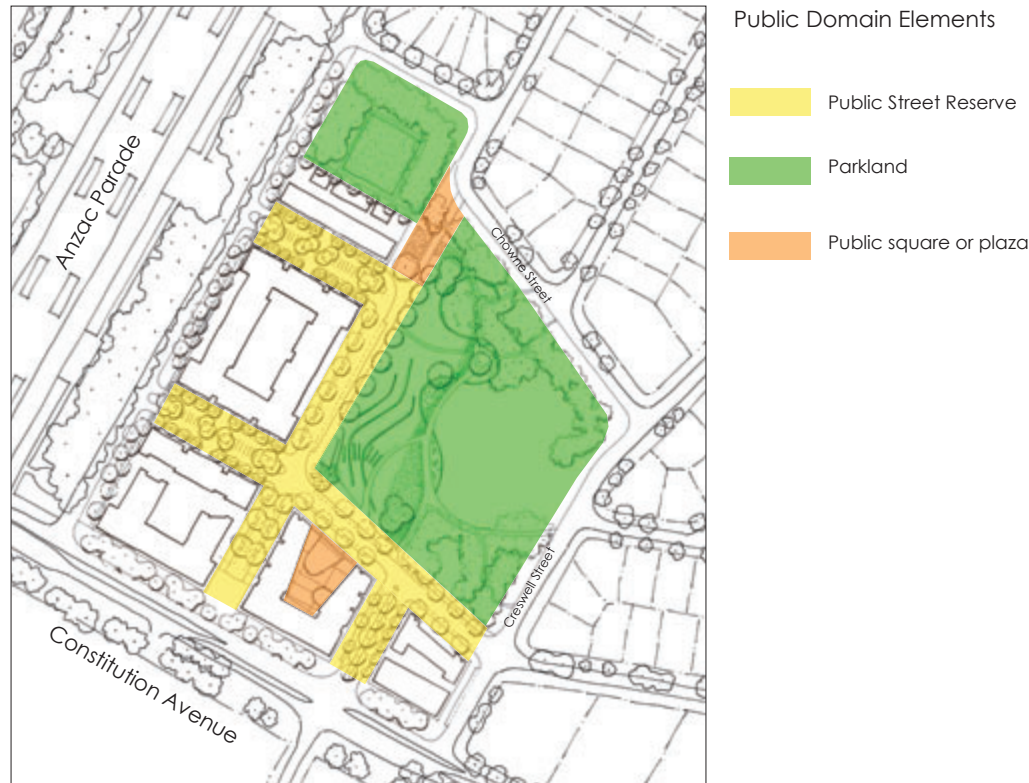 Public Domain Elements
Public Street Reserve
Parkland
Public square or plaza
Anzac Parade
Chowne Street
Creswell Street
Constitution Avenue